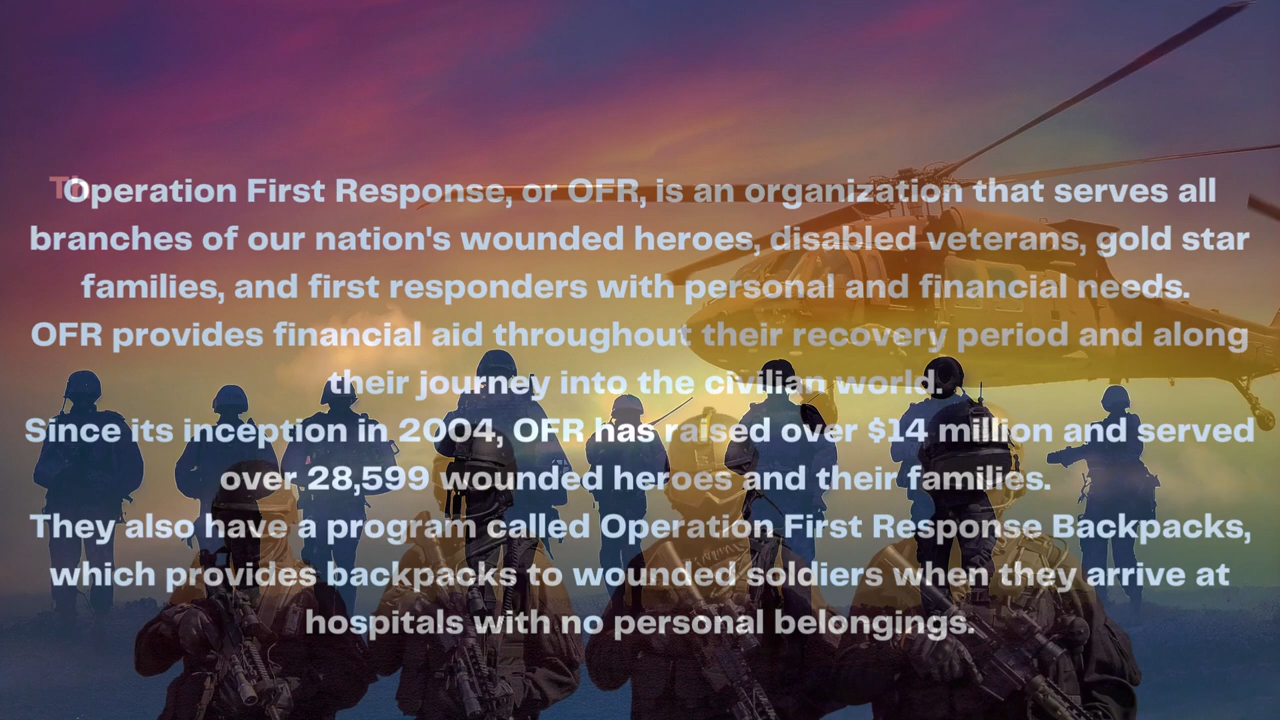 Operation First Response, or OFR, is an organization that serves all
branches of our nation's wounded heroes, disabled veterans, gold star
families, and first responders with personal and financial needs.
OFR provides financial aid throughout their recovery period and along
their journey into the civilian world.
Since its inception in 2004, OFR has raised over $14 million and served
over 28,599 wounded heroes and their families.
They also have a program called Operation First Response Backpacks,
which provides backpacks to wounded soldiers when they arrive at
hospitals with no personal belongings.